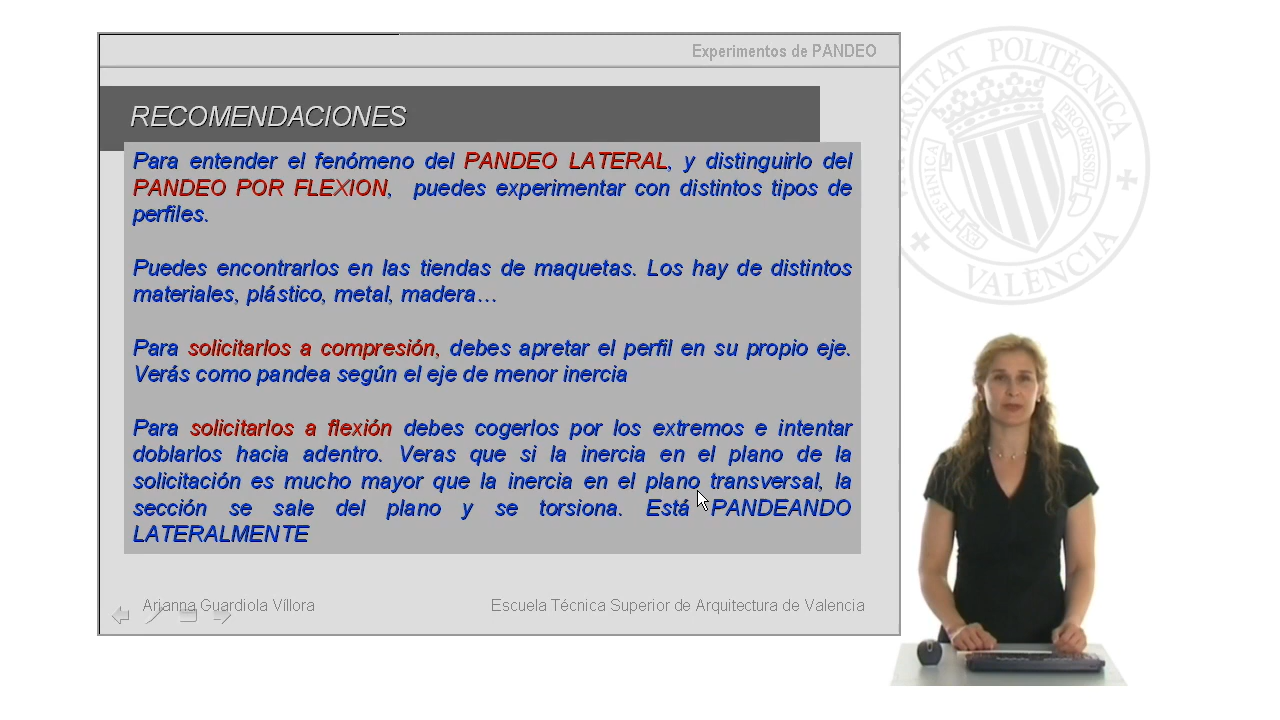 Experimentos de PANDEO
RECOMENDACIONES
Para entender el fenómeno del PANDEO LATERAL, y distinguirlo del
PANDEO POR FLEXION, puedes experimentar con distintos tipos de
perfiles.
Puedes encontrarlos en las tiendas de maquetas. Los hay de distintos
materiales, plástico, metal, madera…
Para solicitarlos a compresión, debes apretar el perfil en su propio eje.
Verás como pandea según el eje de menor inercia
Para solicitarlos a flexión debes cogerlos por los extremos e intentar
doblarlos hacia adentro. Veras que si la inercia en el plano de la
solicitación es mucho mayor que la inercia en el plano transversal, la
sección se sale del plano y se torsiona. Está PANDEANDO
LATERALMENTE
Arianna Guardiola Víllora
Escuela Técnica Superior de Arquitectura de Valencia
POLITÈCNICA
VALÈNCIA
EX TECHNICA
PROGRESSIO